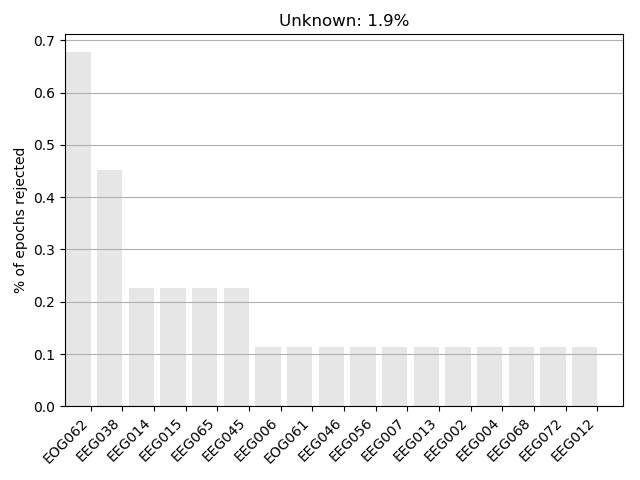 Unknown: 1.9%
% of epochs rejected
0.7
0.6
0.5
0.4
0.3
0.2
0.1
0.0
EOG062
EEG038
EEG014
EEG015
EEG065
EEG045
EEG006
EOG061
EEG046
EEG056
EEG007
EEG013
EEG002
EEG004
EEG068
EEG072
EEG012